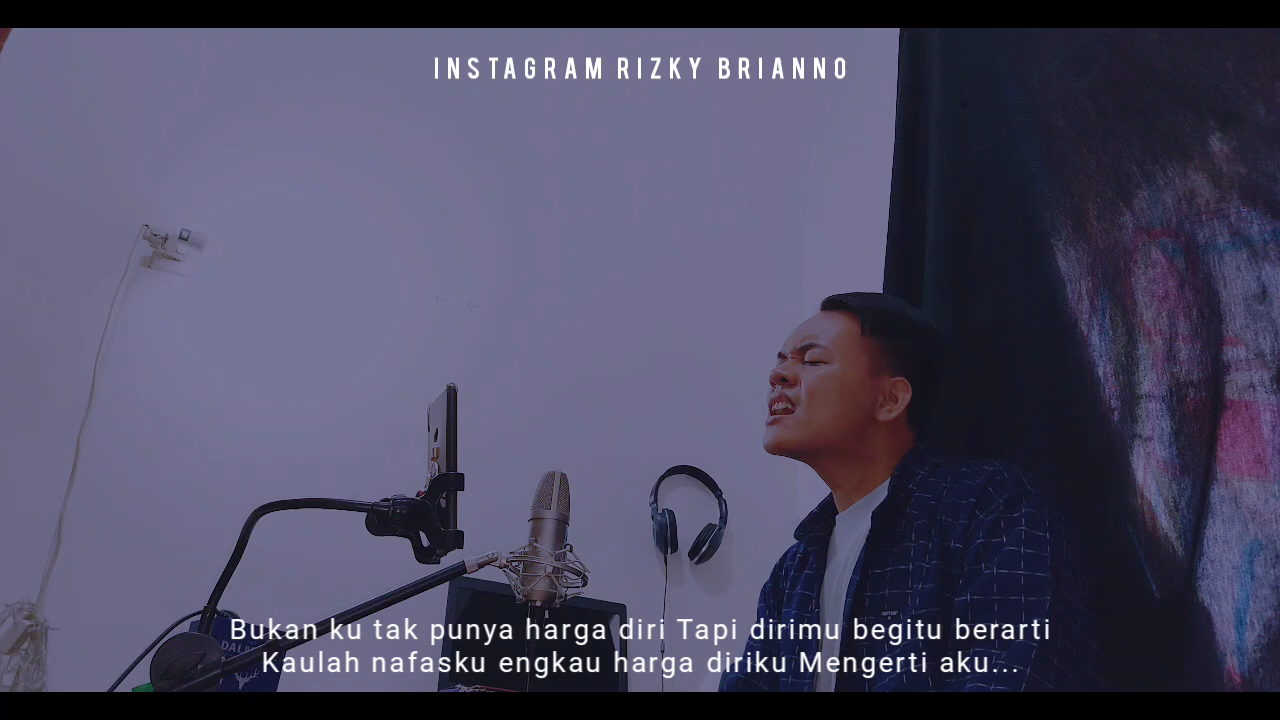 INSTAGRAM RIZKY BRIANNO
Bukan ku tak punya harga diri Tapi dirimu begitu berarti
Kaulah nafasku engkau harga diriku Mengerti aku...